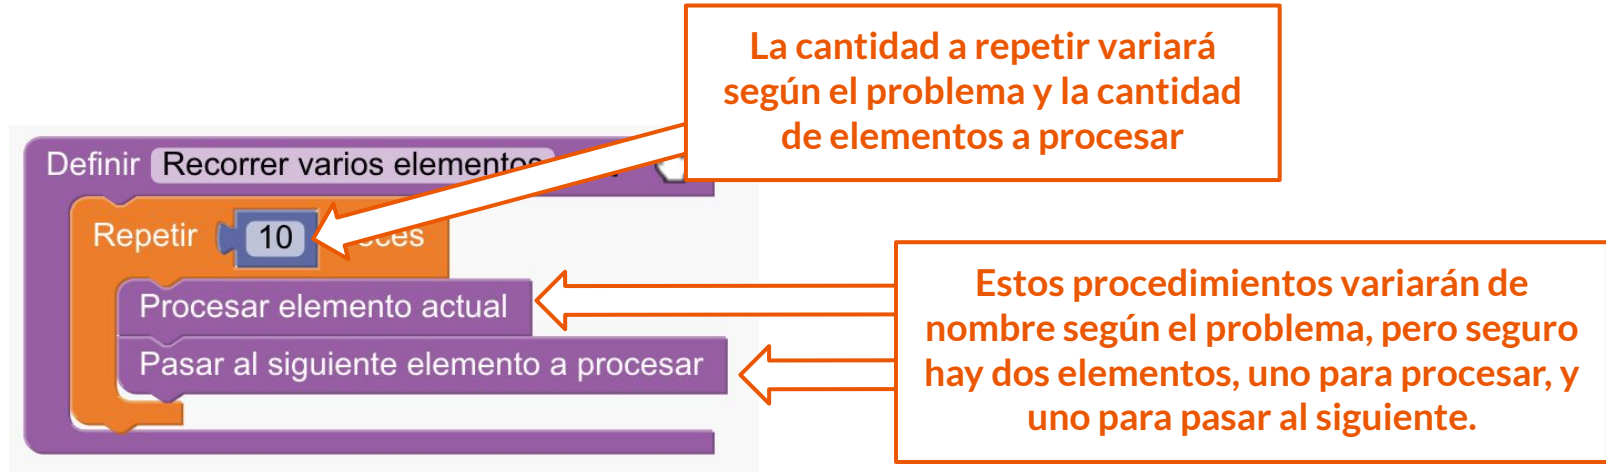 La cantidad a repetir variará
según el problema y la cantidad
de elementos a procesar
Definir Recorrer varios elementos
Repetir 10
Procesar elemento actual
Pasar al siguiente elemento a procesar
Estos procedimientos variarán de
nombre según el problema, pero seguro
hay dos elementos, uno para procesar, y
uno para pasar al siguiente.